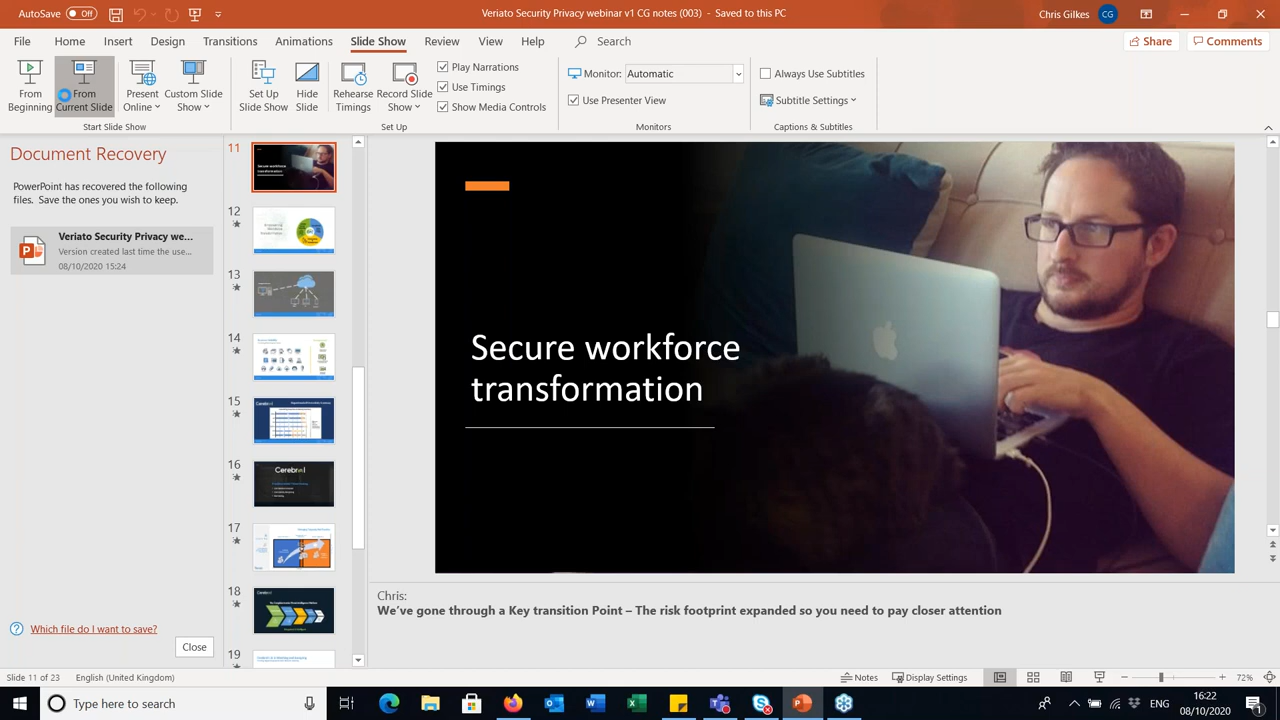 AutoSave Off
Veriato Security Privacy webinar v1 CG notes (003) - Saved to this PC
Chris Gilkes CG
File Home Insert Design Transitions Animations Slide Show Review View Help Search
Share Comments
From Beginning
From Current Slide
Present Online
Custom Slide Show
Set Up Slide Show
Hide Slide
Rehearse Timings
Record Slide Show
Play Narrations
Use Timings
Show Media Controls
Monitor: Automatic
Use Presenter View
Always Use Subtitles
Subtitle Settings
Start Slide Show
Set Up
Monitors
Captions & Subtitles
Document Recovery
PowerPoint has recovered the following
files. Save the ones you wish to keep.
Veriato Security Privacy we...
Version created last time the use...
08/10/2020 15:24
Which file do I want to save?
Close
11
Secure workforce
transformation
12
13
14
15
Cerebral
16
Cerebral
17
18
19
Secure workforce
transformation
Chris:
We've gone through a Key transition Point – The risk footprint expanded so you need to pay closer attention
Slide 11 of 23
English (United Kingdom)
Notes
Display Settings
72%
Type here to search
16:22
08/10/2020
1